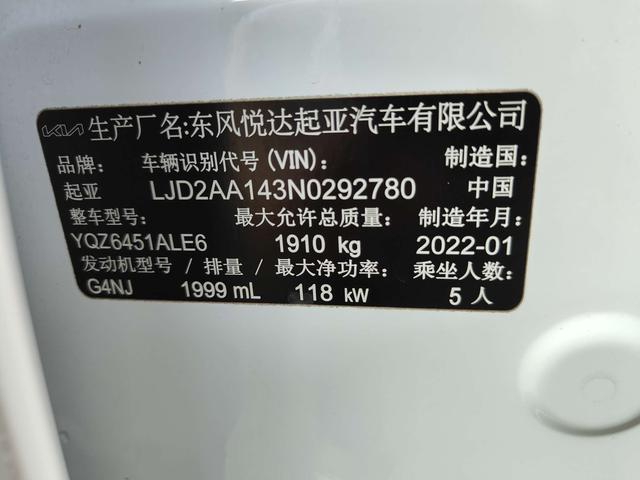 KIA 生产厂名:东风悦达起亚汽车有限公司
品牌: 车辆识别代号(VIN): 制造国:
起亚 LJD2AA143N0292780 中国
整车型号: 最大允许总质量: 制造年月:
YQZ6451ALE6 1910 kg 2022-01
发动机型号 / 排量 / 最大净功率: 乘坐人数:
G4NJ 1999 mL 118 kW 5 人